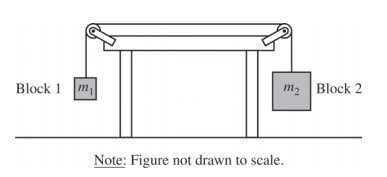 Block 1 m₁ m₂ Block 2
Note: Figure not drawn to scale.